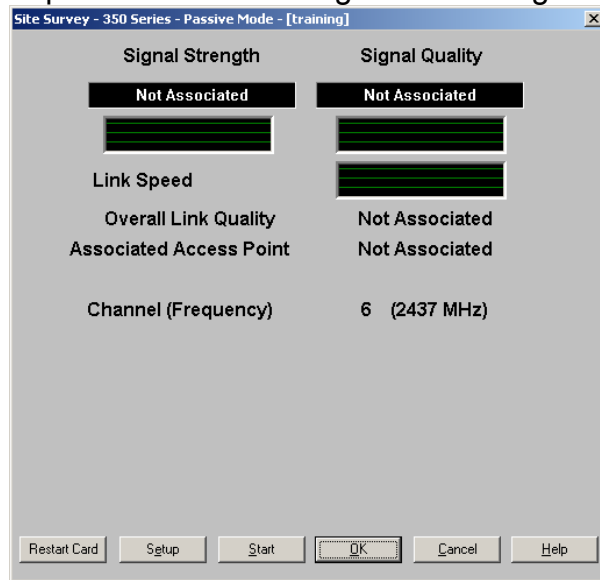 Site Survey - 350 Series - Passive Mode - [training]
Signal Strength Signal Quality
Not Associated Not Associated
Link Speed
Overall Link Quality Not Associated
Associated Access Point Not Associated
Channel (Frequency) 6 (2437 MHz)
Restart Card Setup Start OK Cancel Help